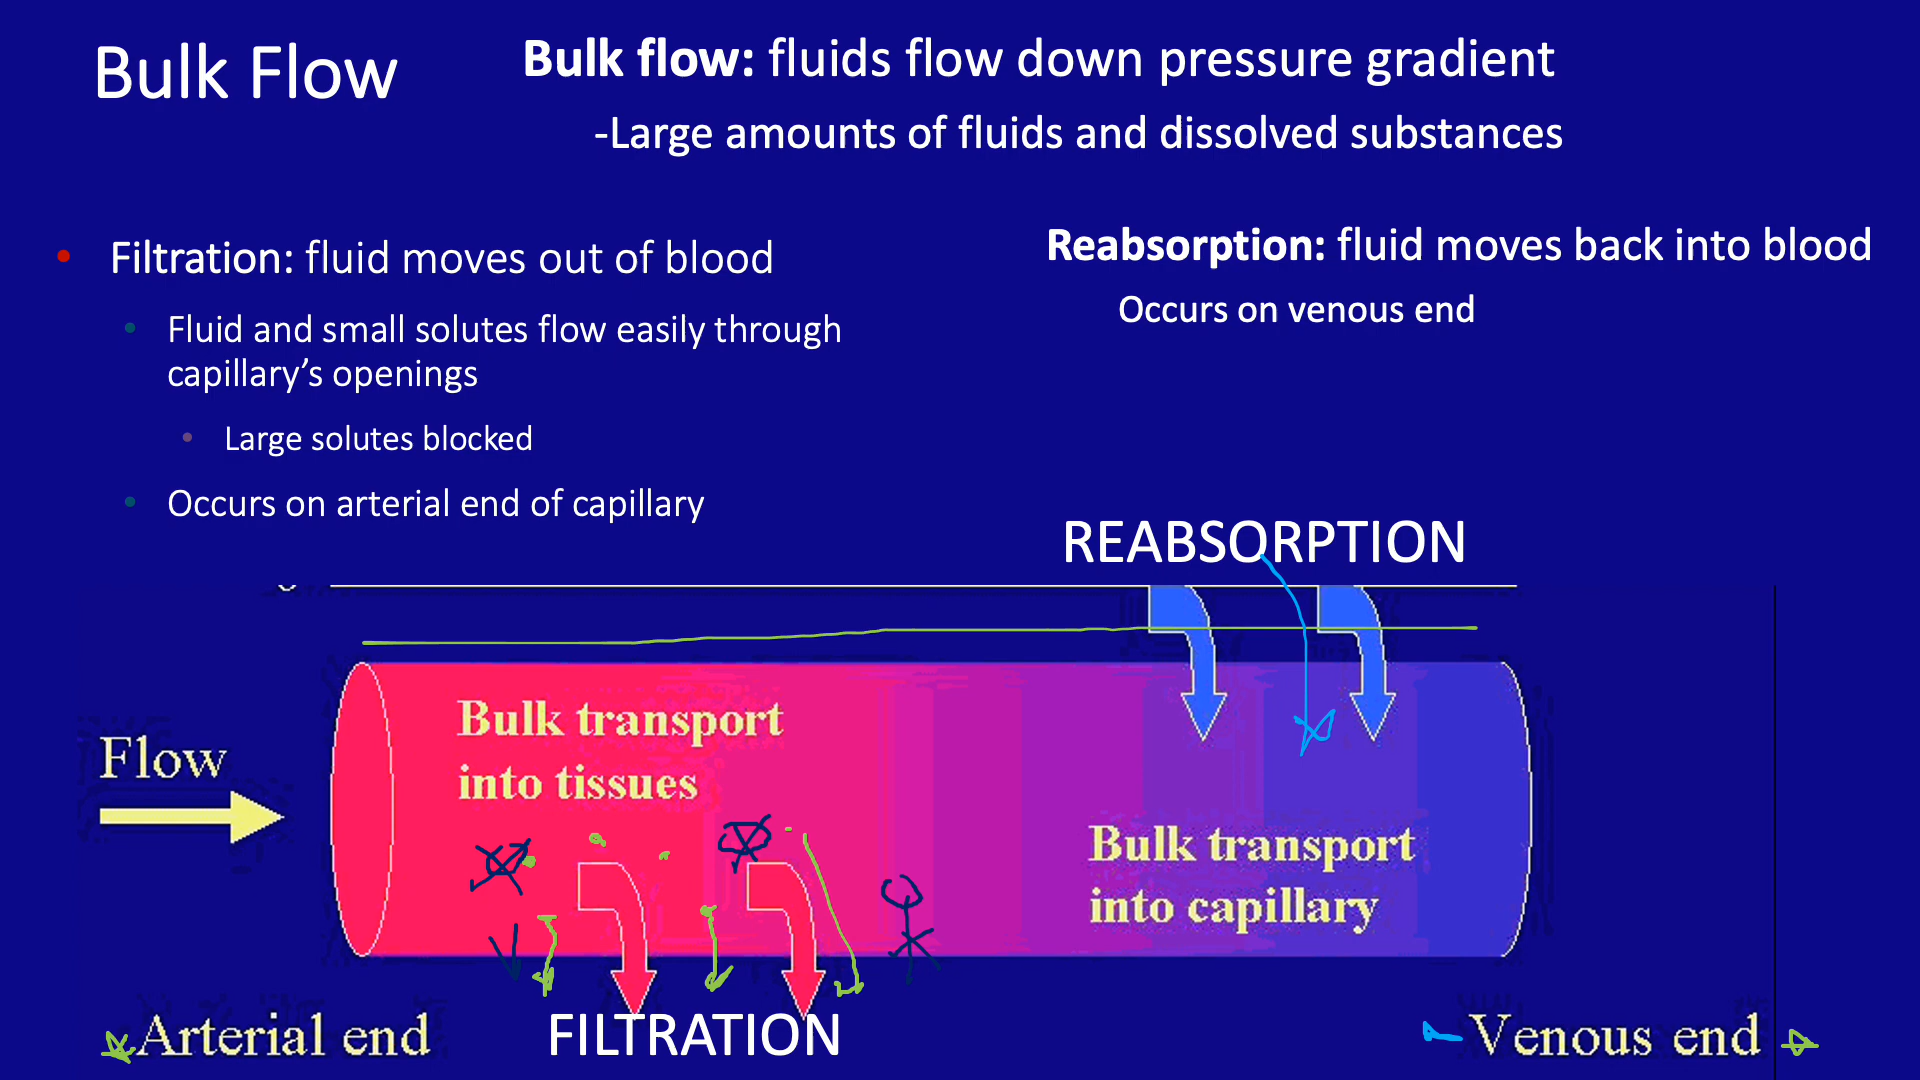 Bulk Flow
Bulk flow: fluids flow down pressure gradient
-Large amounts of fluids and dissolved substances
• Filtration: fluid moves out of blood
• Fluid and small solutes flow easily through
capillary’s openings
• Large solutes blocked
• Occurs on arterial end of capillary
Reabsorption: fluid moves back into blood
Occurs on venous end
REABSORPTION
Bulk transport
into tissues
Flow
Bulk transport
into capillary
Arterial end
FILTRATION
Venous end